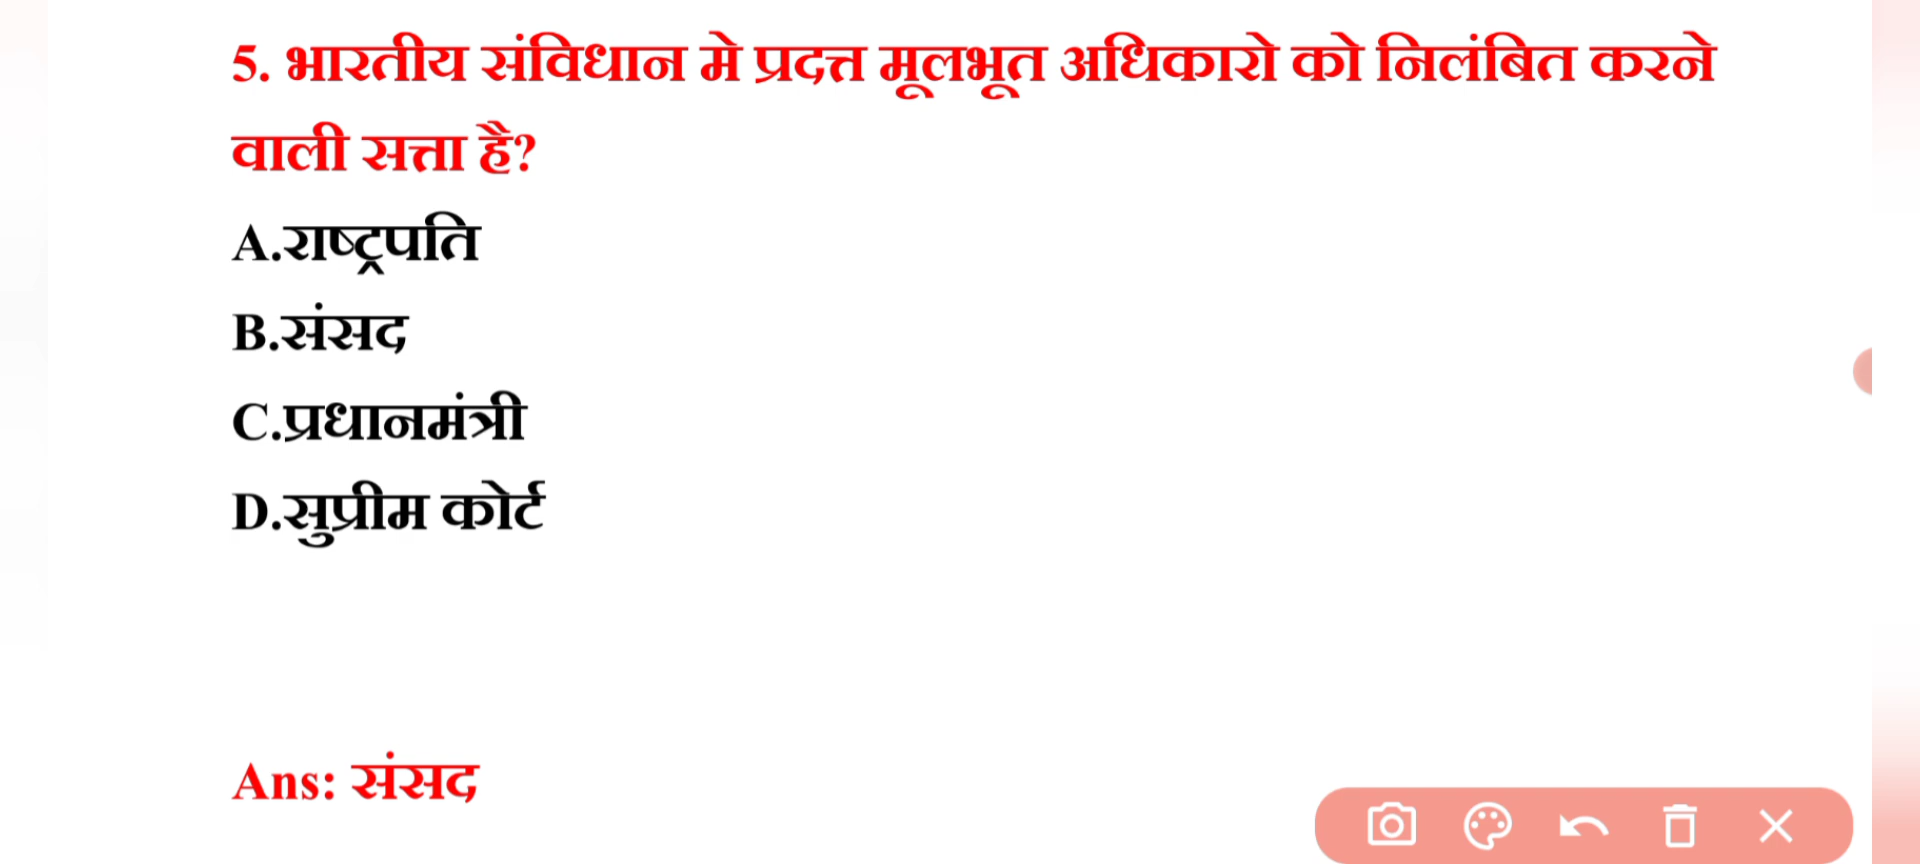 5. भारतीय संविधान मे प्रदत्त मूलभूत अधिकारो को निलंबित करने
वाली सत्ता है?
A.राष्ट्रपति
B.संसद
C.प्रधानमंत्री
D.सुप्रीम कोर्ट
Ans: संसद